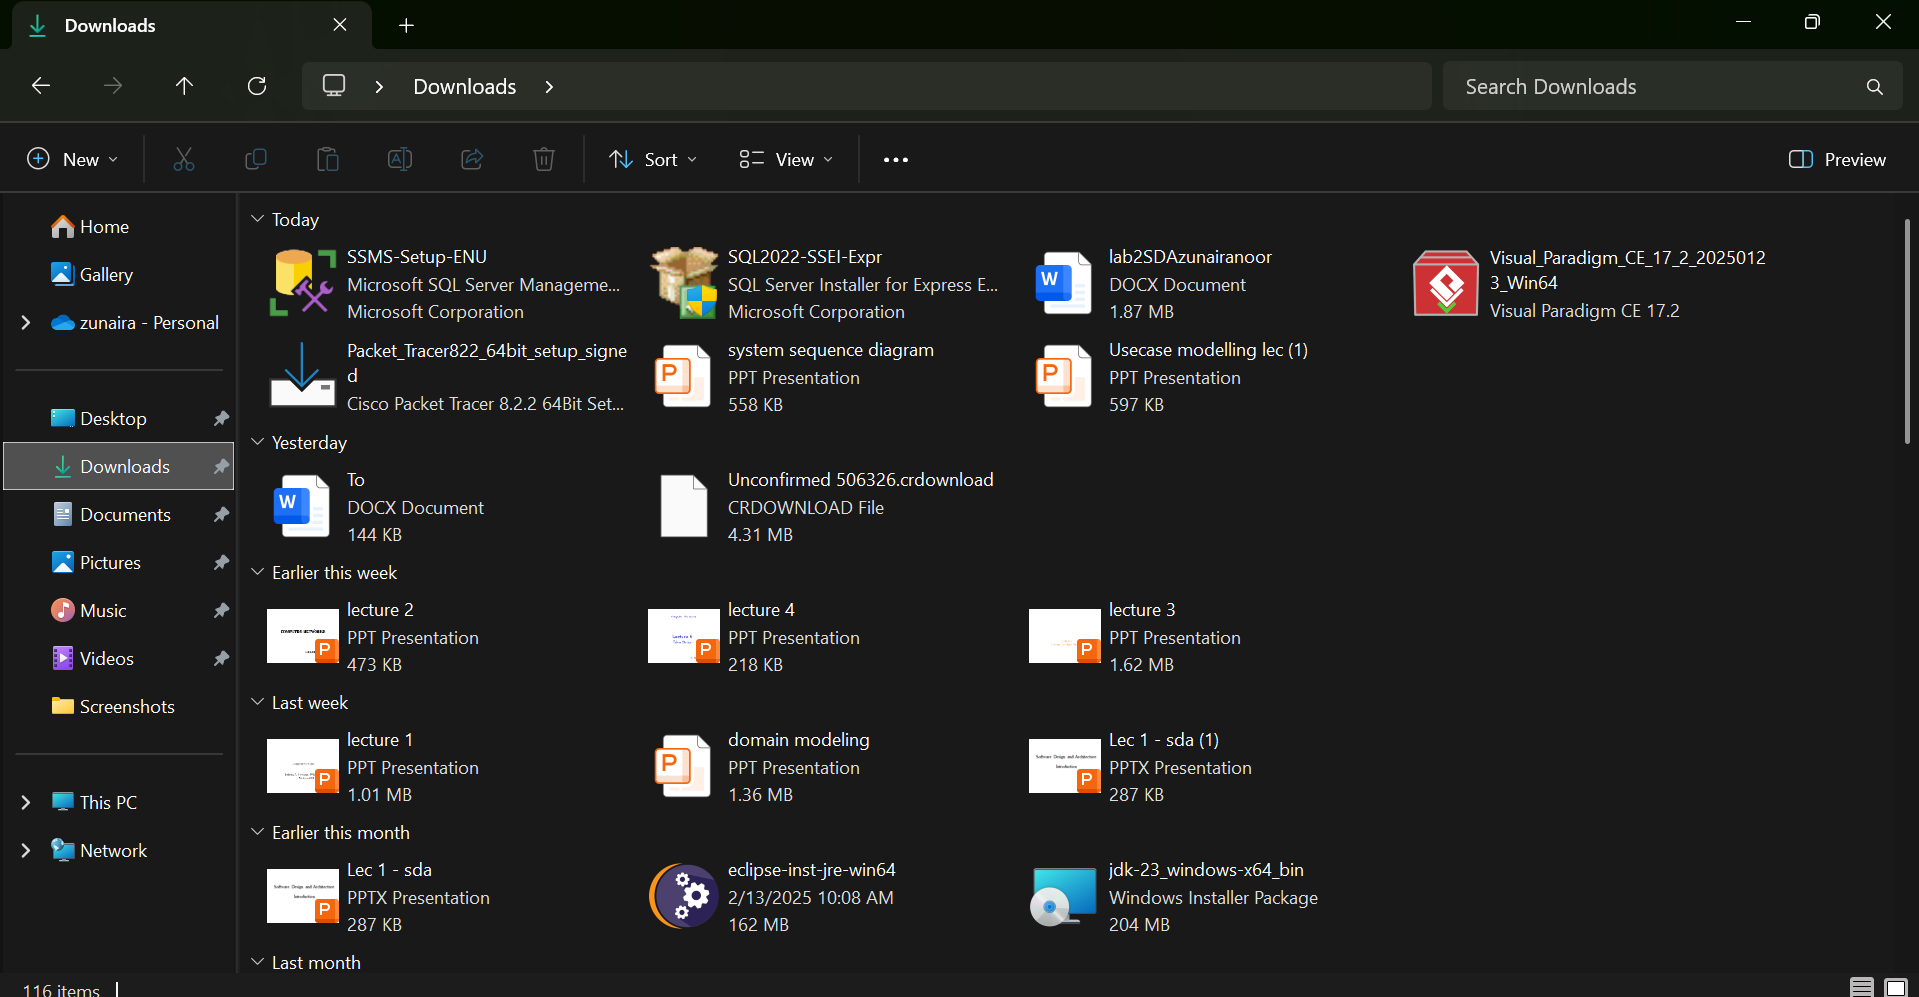 Downloads
Downloads
Search Downloads
New
Sort
View
Preview
Home
Gallery
zunaira - Personal
Desktop
Downloads
Documents
Pictures
Music
Videos
Screenshots
This PC
Network
Today
SSMS-Setup-ENU
Microsoft SQL Server Manageme...
Microsoft Corporation
SQL2022-SSEI-Expr
SQL Server Installer for Express E...
Microsoft Corporation
lab2SDAzunairanoor
DOCX Document
1.87 MB
Visual_Paradigm_CE_17_2_2025012
3_Win64
Visual Paradigm CE 17.2
Packet_Tracer822_64bit_setup_signe
d
Cisco Packet Tracer 8.2.2 64Bit Set...
system sequence diagram
PPT Presentation
558 KB
Usecase modelling lec (1)
PPT Presentation
597 KB
Yesterday
To
DOCX Document
144 KB
Unconfirmed 506326.crdownload
CRDOWNLOAD File
4.31 MB
Earlier this week
lecture 2
PPT Presentation
473 KB
lecture 4
PPT Presentation
218 KB
lecture 3
PPT Presentation
1.62 MB
Last week
lecture 1
PPT Presentation
1.01 MB
domain modeling
PPT Presentation
1.36 MB
Lec 1 - sda (1)
PPTX Presentation
287 KB
Earlier this month
Lec 1 - sda
PPTX Presentation
287 KB
eclipse-inst-jre-win64
2/13/2025 10:08 AM
162 MB
jdk-23_windows-x64_bin
Windows Installer Package
204 MB
Last month
116 items